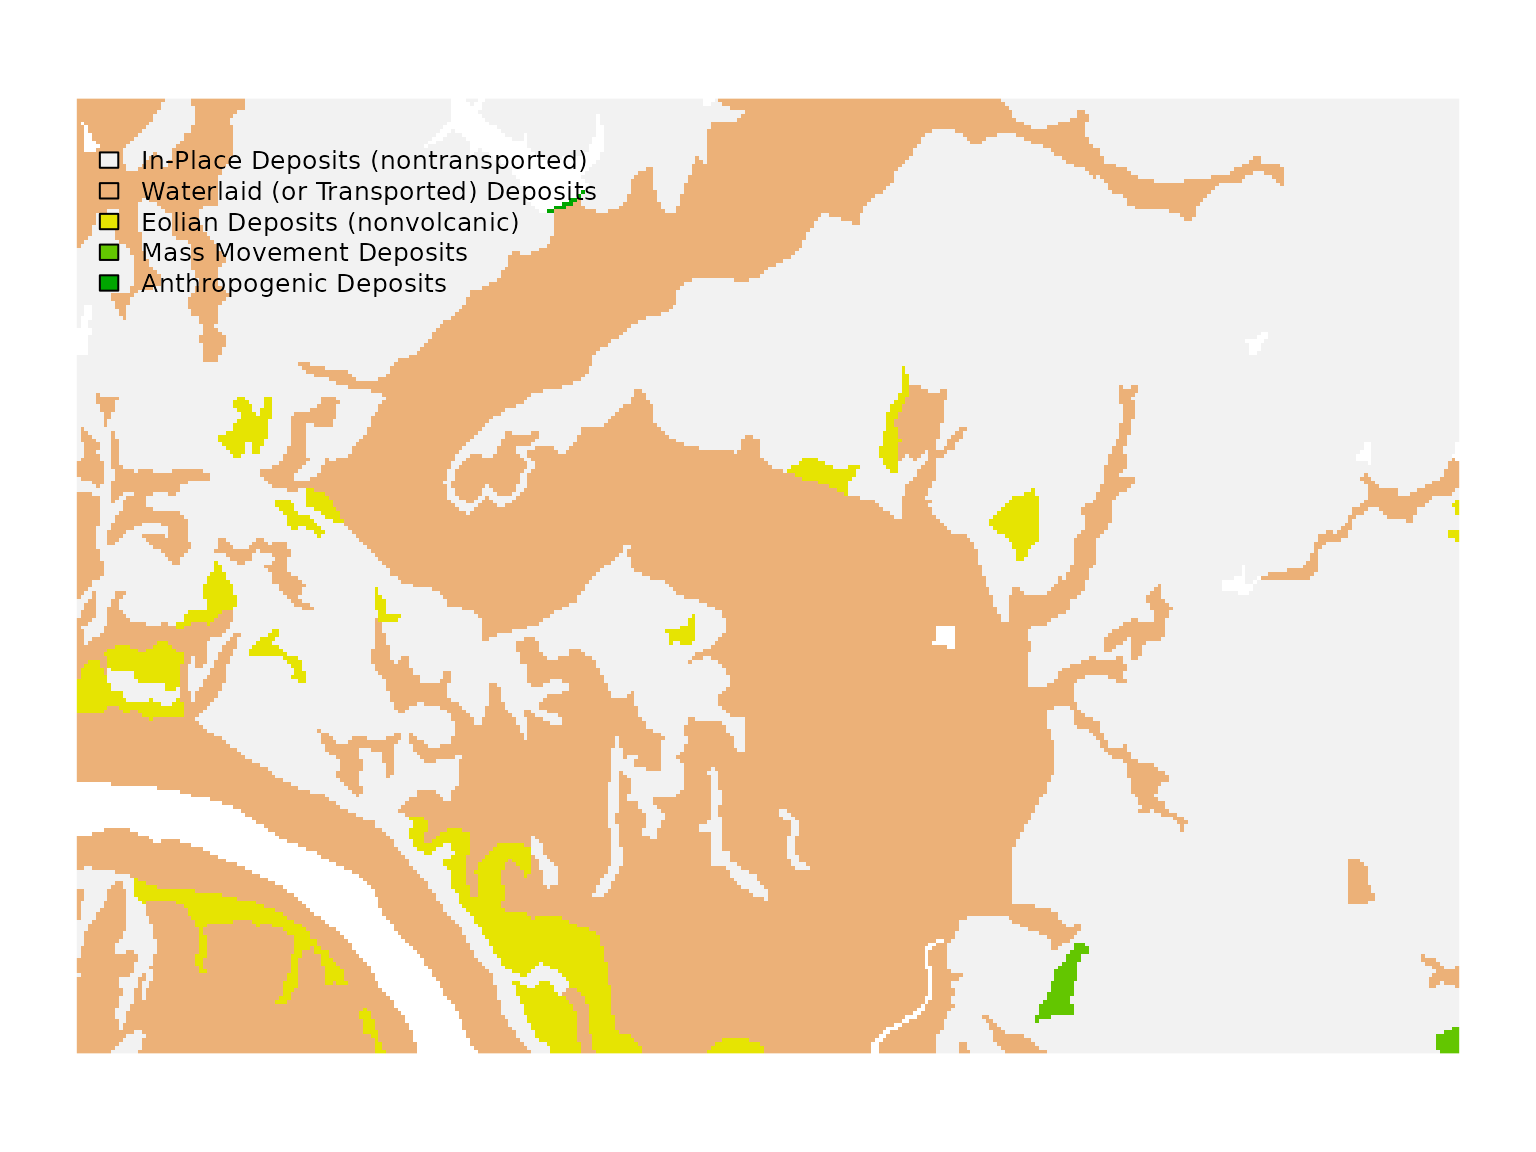 In-Place Deposits (nontransported)
Waterlaid (or Transported) Deposits
Eolian Deposits (nonvolcanic)
Mass Movement Deposits
Anthropogenic Deposits